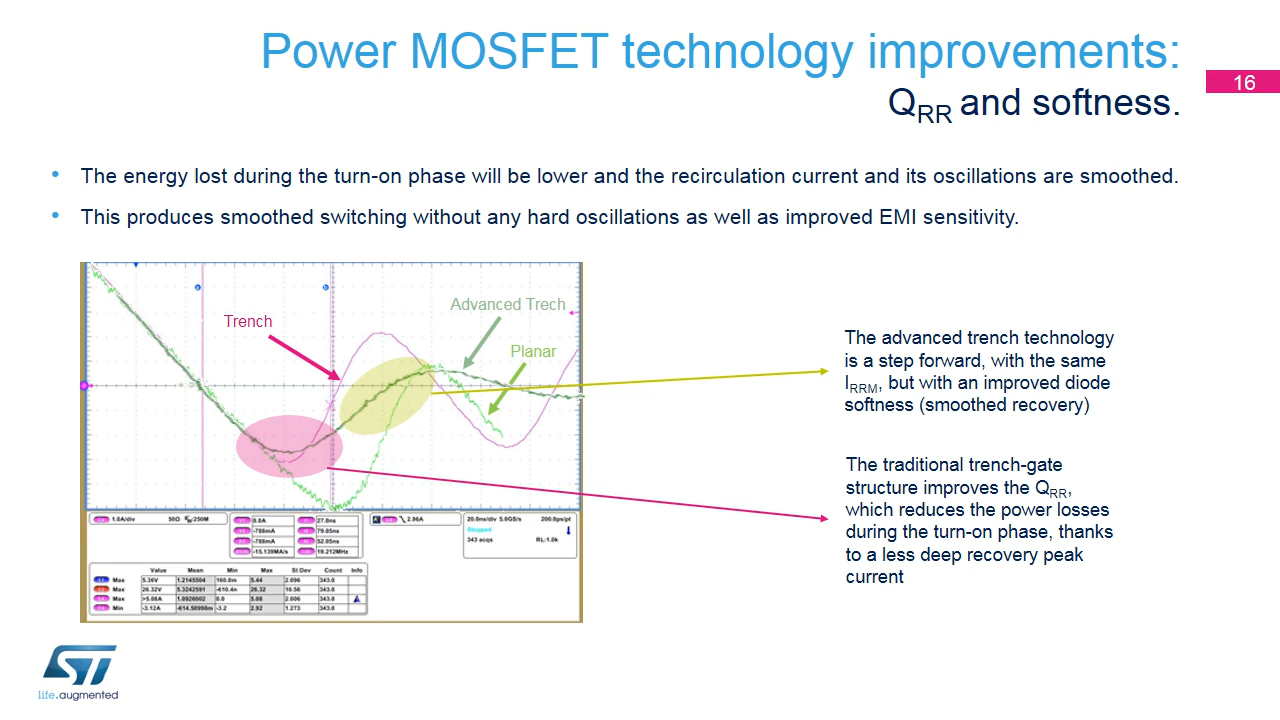 Power MOSFET technology improvements:
16
QRR and softness.
• The energy lost during the turn-on phase will be lower and the recirculation current and its oscillations are smoothed.
• This produces smoothed switching without any hard oscillations as well as improved EMI sensitivity.
Advanced Trech
Trench
Planar
The advanced trench technology
is a step forward, with the same
IRRM, but with an improved diode
softness (smoothed recovery)
The traditional trench-gate
structure improves the QRR,
which reduces the power losses
during the turn-on phase, thanks
to a less deep recovery peak
current
1.0A/div 50Ω :250M
0.0A 27.0ns
-788mA 79.05ns
-788mA 52.05ns
-15.139MA/s 19.212MHz
2.96A
20.0ns/div 5.0GS/s 200.0ps/pt
Stopped
343 acqs RL:1.0k
Value Mean Min Max St Dev Count Info
Max 5.36V 1.2145504 160.0m 5.44 2.096 343.0
Max 26.32V 5.3242591 -610.4n 26.32 10.56 343.0
Max >5.08A 1.0926002 0.0 5.08 2.006 343.0
Min -3.12A -614.50998m -3.2 2.92 1.273 343.0
ST
life.augmented